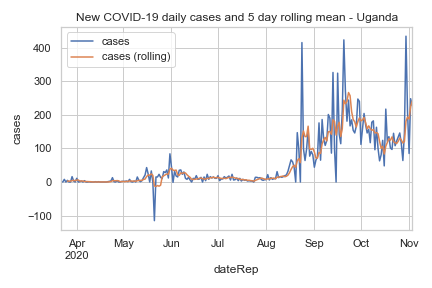 New COVID-19 daily cases and 5 day rolling mean - Uganda
cases
cases (rolling)
400
300
200
100
0
−100
cases
Apr May Jun Jul Aug Sep Oct Nov
2020
dateRep